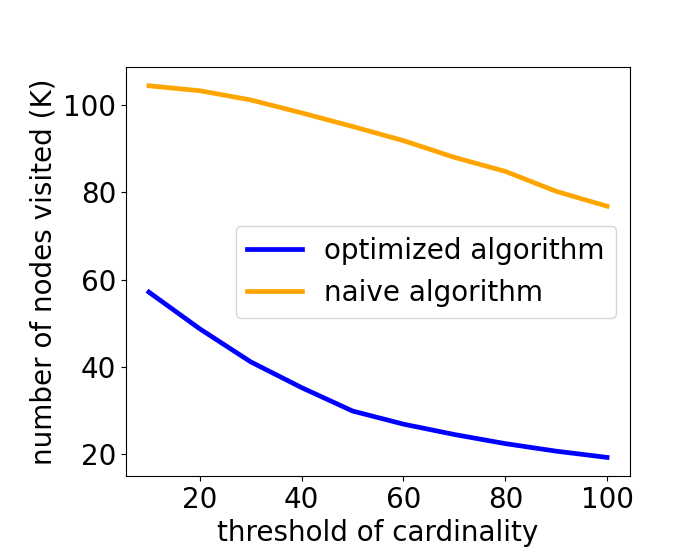 number of nodes visited (K)
100
80
60
40
20
optimized algorithm
naive algorithm
20 40 60 80 100
threshold of cardinality